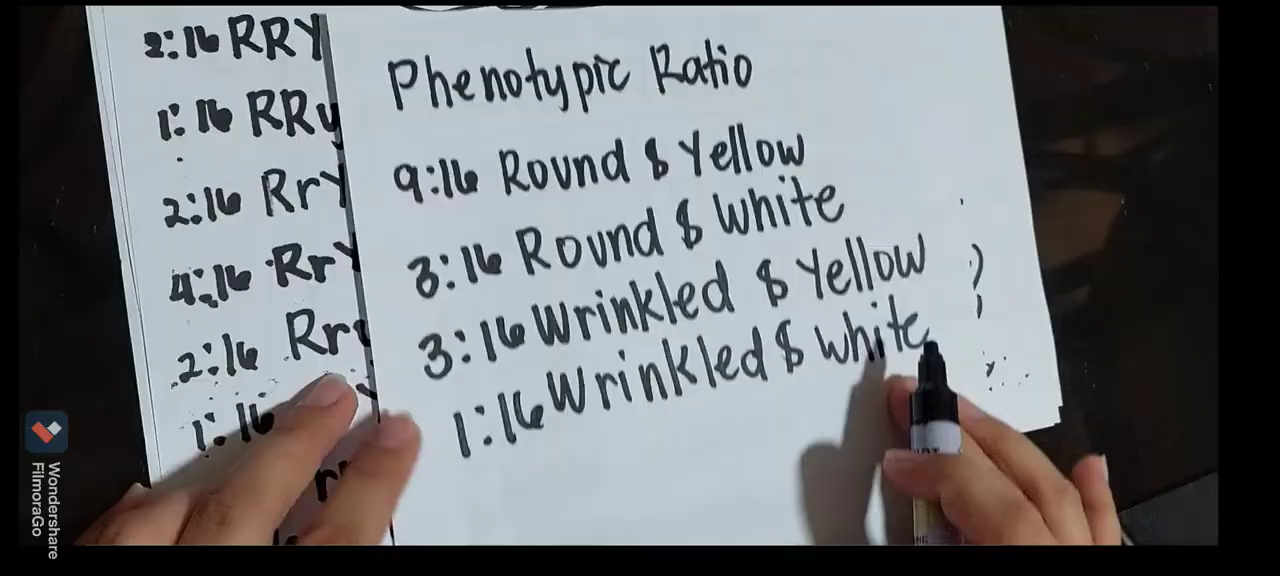 2:16 RRY
1:16 RRy
2:16 RrY
4:16 RrY
2:16 Rr
1:16
Phenotypic Ratio
9:16 Round & Yellow
3:16 Round & White
3:16 Wrinkled & Yellow
1:16 Wrinkled & White
Wondershare
FilmoraGo